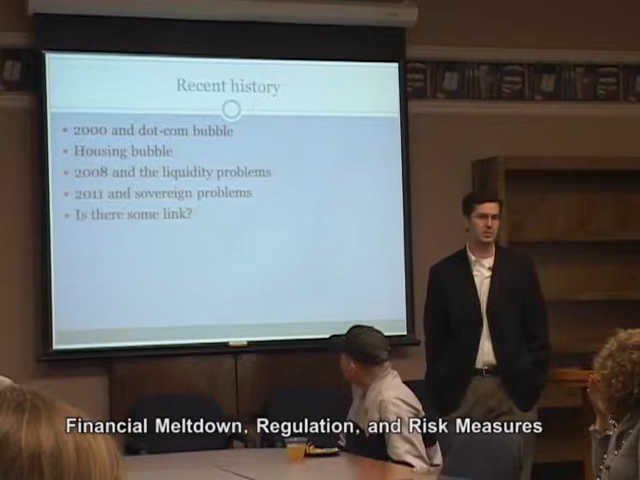 Recent history
• 2000 and dot-com bubble
• Housing bubble
• 2008 and the liquidity problems
• 2011 and sovereign problems
• Is there some link?
Financial Meltdown, Regulation, and Risk Measures